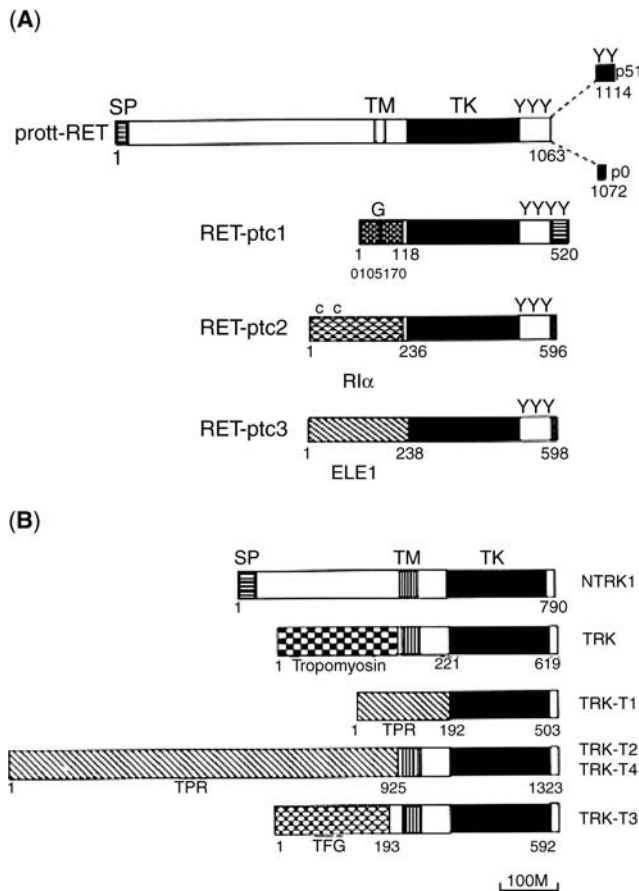 (A)
YY
p51
1114
SP TM TK YYY
prott-RET
1 1063
p0
1072
G YYYY
RET-ptc1
1 118 520
0105170
c c YYY
RET-ptc2
1 236 596
RIα
YYY
RET-ptc3
1 238 598
ELE1
(B)
SP TM TK
NTRK1
1 790
TRK
1 Tropomyosin 221 619
TRK-T1
1 TPR 192 503
TRK-T2
TRK-T4
1 TPR 925 1323
TRK-T3
1 TFG 193 592
100M